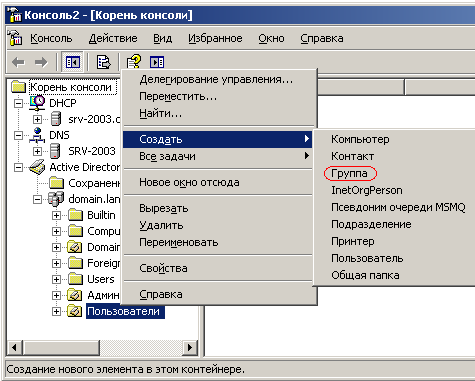 Консоль2 - [Корень консоли]
Консоль Действие Вид Избранное Окно Справка
Корень консоли
DHCP
srv-2003.d
DNS
SRV-2003
Active Director
Сохраненн
domain.lan
Builtin
Compu
Domain
Foreign
Users
Админ
Пользователи
Делегирование управления...
Переместить...
Найти...
Создать
Все задачи
Новое окно отсюда
Вырезать
Удалить
Переименовать
Свойства
Справка
Компьютер
Контакт
Группа
InetOrgPerson
Псевдоним очереди MSMQ
Подразделение
Принтер
Пользователь
Общая папка
Создание нового элемента в этом контейнере.